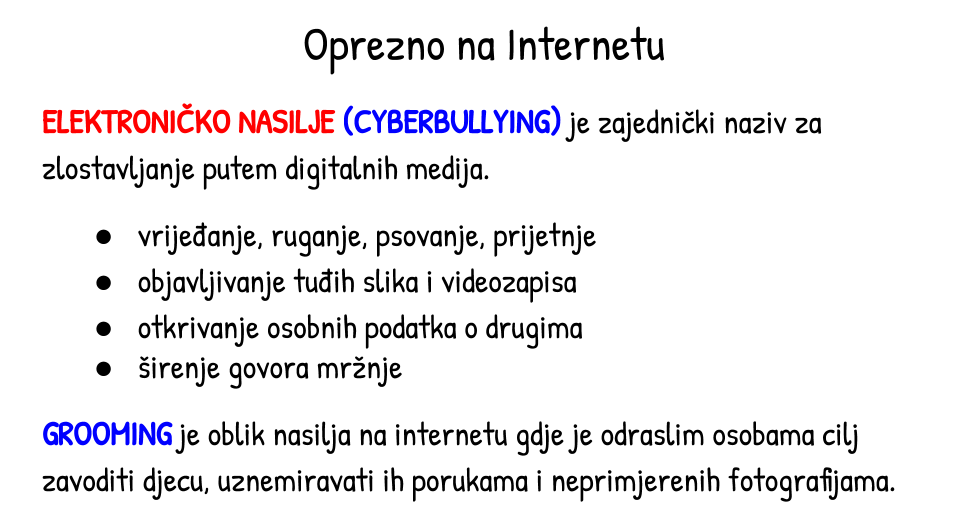 Oprezno na Internetu
ELEKTRONIČKO NASILJE (CYBERBULLYING) je zajednički naziv za
zlostavljanje putem digitalnih medija.
● vrijeđanje, ruganje, psovanje, prijetnje
● objavljivanje tuđih slika i videozapisa
● otkrivanje osobnih podatka o drugima
● širenje govora mržnje
GROOMING je oblik nasilja na internetu gdje je odraslim osobama cilj
zavoditi djecu, uznemiravati ih porukama i neprimjerenih fotografijama.